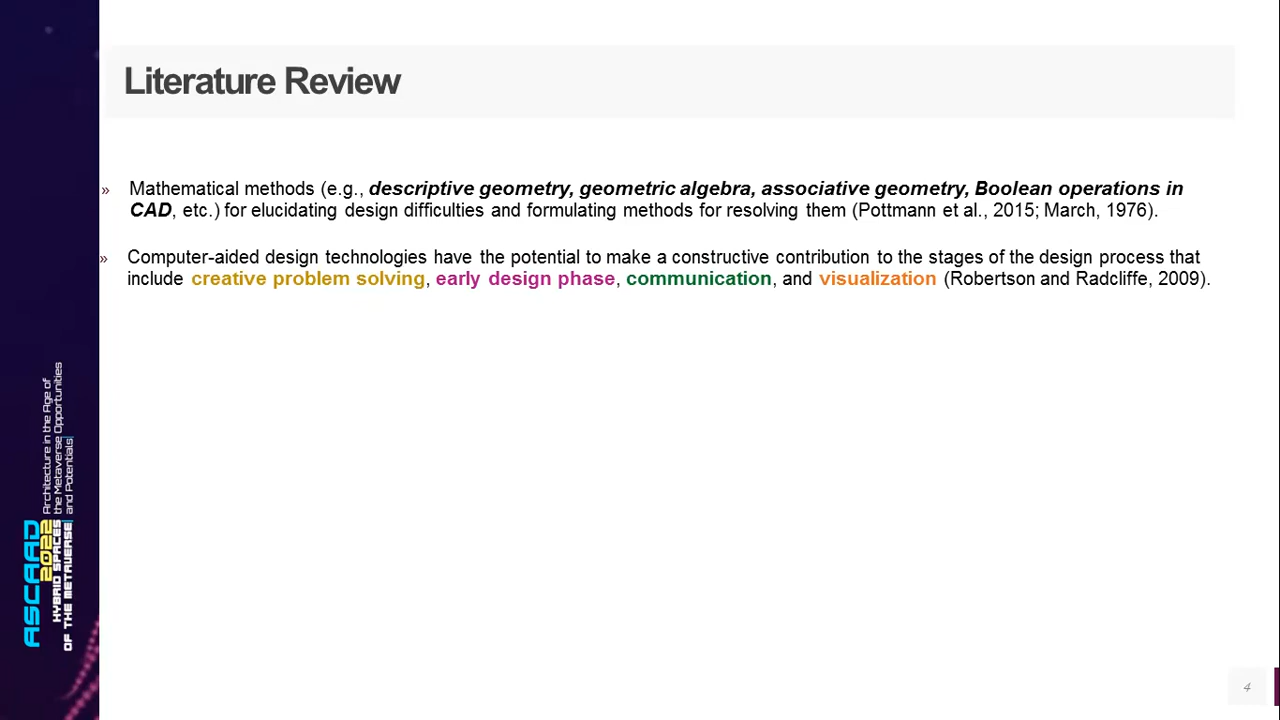 Literature Review
» Mathematical methods (e.g., descriptive geometry, geometric algebra, associative geometry, Boolean operations in
CAD, etc.) for elucidating design difficulties and formulating methods for resolving them (Pottmann et al., 2015; March, 1976).
» Computer-aided design technologies have the potential to make a constructive contribution to the stages of the design process that
include creative problem solving, early design phase, communication, and visualization (Robertson and Radcliffe, 2009).
ASCAAD
2022
HYBRID SPACES
OF THE METAVERSE|
Architecture in the Age of
the Metaverse Opportunities
and Potentials|
4